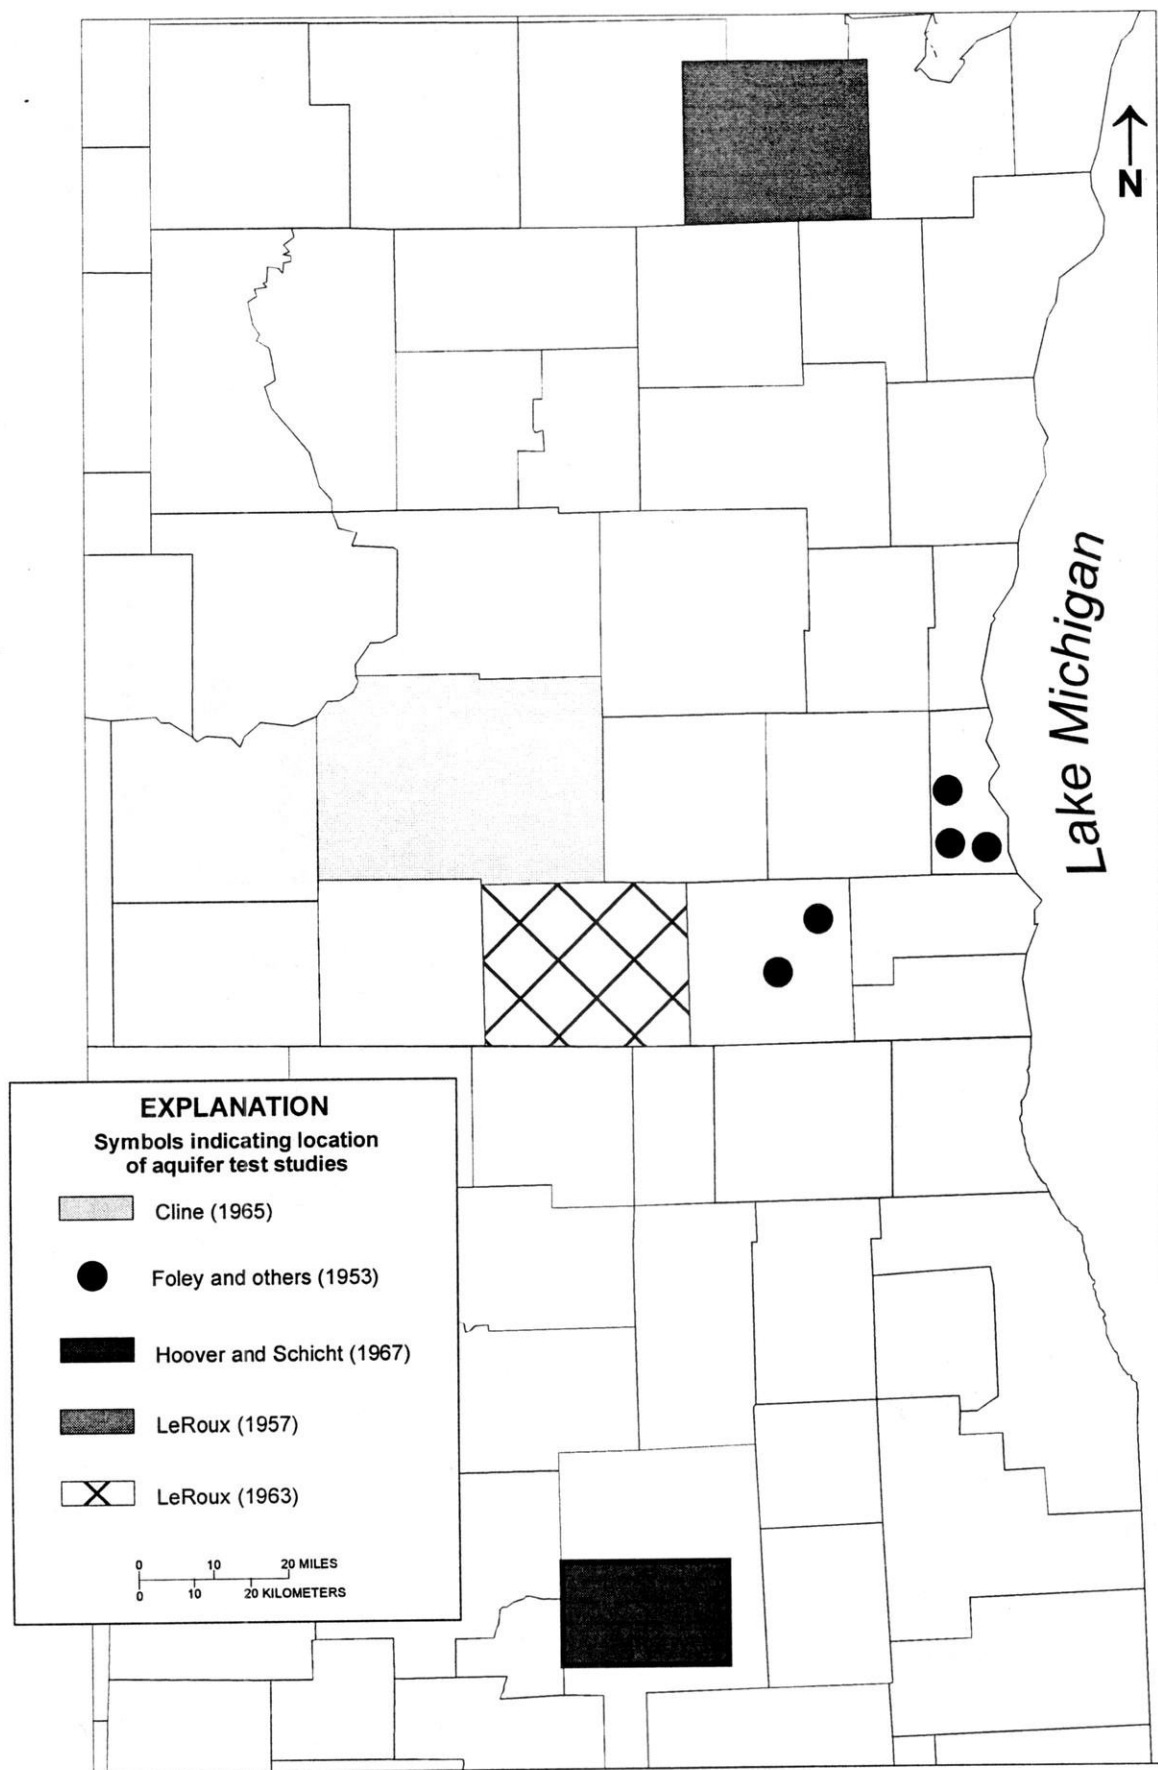 N
Lake Michigan
EXPLANATION
Symbols indicating location
of aquifer test studies
Cline (1965)
Foley and others (1953)
Hoover and Schicht (1967)
LeRoux (1957)
LeRoux (1963)
0 10 20 MILES
0 10 20 KILOMETERS